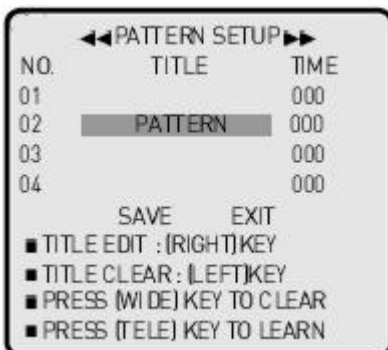 ◄◄PATTERN SETUP►►
NO. TITLE TIME
01 000
02 PATTERN 000
03 000
04 000
SAVE EXIT
■ TITLE EDIT : (RIGHT)KEY
■ TITLE CLEAR : (LEFT)KEY
■ PRESS (WIDE) KEY TO CLEAR
■ PRESS (TELE) KEY TO LEARN